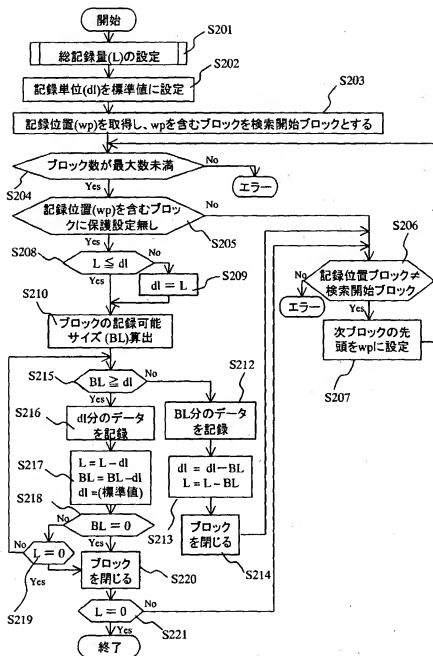 開始
S201
総記録量(L)の設定
S202
記録単位(dl)を標準値に設定
S203
記録位置(wp)を取得し、wpを含むブロックを検索開始ブロックとする
ブロック数が最大数未満
No
S204
Yes
エラー
記録位置(wp)を含むブロッ
クに保護設定無し
No
S205
Yes
S206
S208
L ≦ dl
No
S209
dl = L
Yes
No
記録位置ブロック≠
検索開始ブロック
エラー
Yes
S210
ブロックの記録可能
サイズ(BL)算出
次ブロックの先
頭をwpに設定
S207
S215
BL ≧ dl
No
S212
Yes
S216
dl分のデータ
を記録
BL分のデータ
を記録
S217
L = L-dl
BL = BL-dl
dl =(標準値)
dl = dl-BL
L = L-BL
S213
S218
BL = 0
No
Yes
ブロック
を閉じる
S214
L = 0
No
Yes
S219
ブロック
を閉じる
S220
L = 0
No
S221
Yes
終了